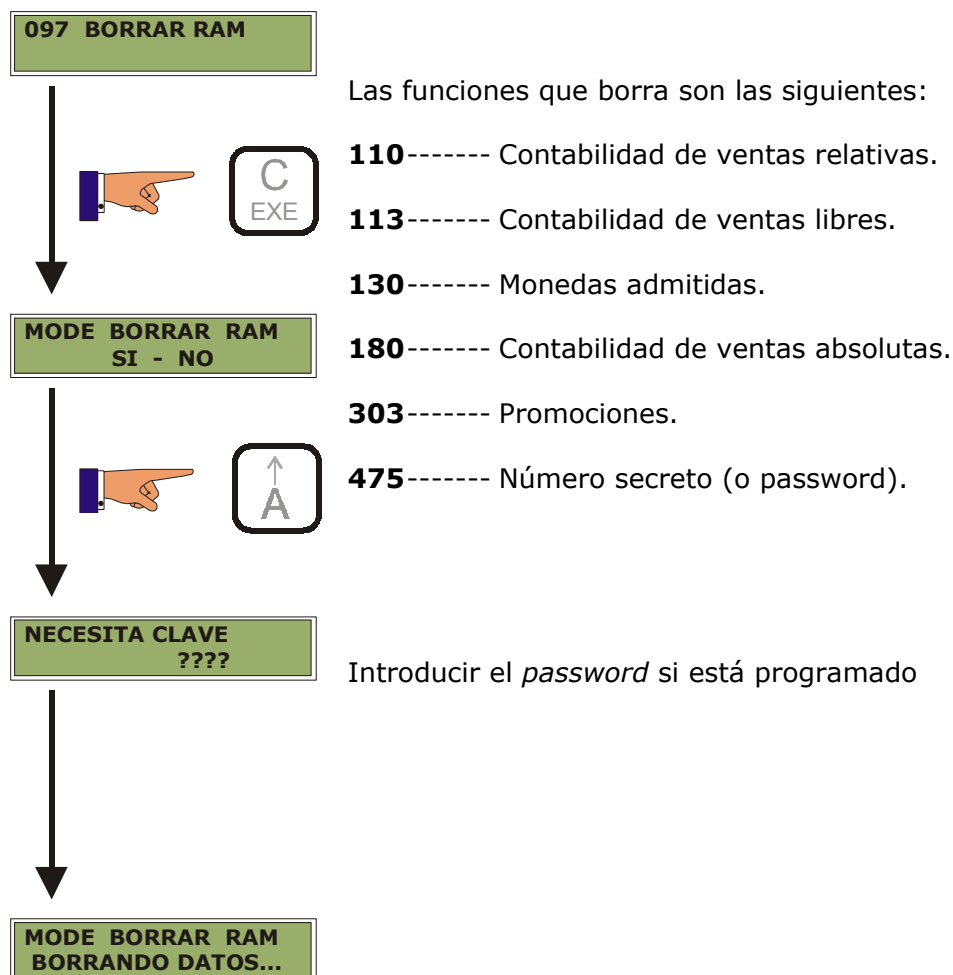 097 BORRAR RAM
Las funciones que borra son las siguientes:
110------- Contabilidad de ventas relativas.
C
EXE
113------- Contabilidad de ventas libres.
130------- Monedas admitidas.
MODE BORRAR RAM
SI - NO
180------- Contabilidad de ventas absolutas.
303------- Promociones.
475------- Número secreto (o password).
↑
A
NECESITA CLAVE
????
Introducir el password si está programado
MODE BORRAR RAM
BORRANDO DATOS...